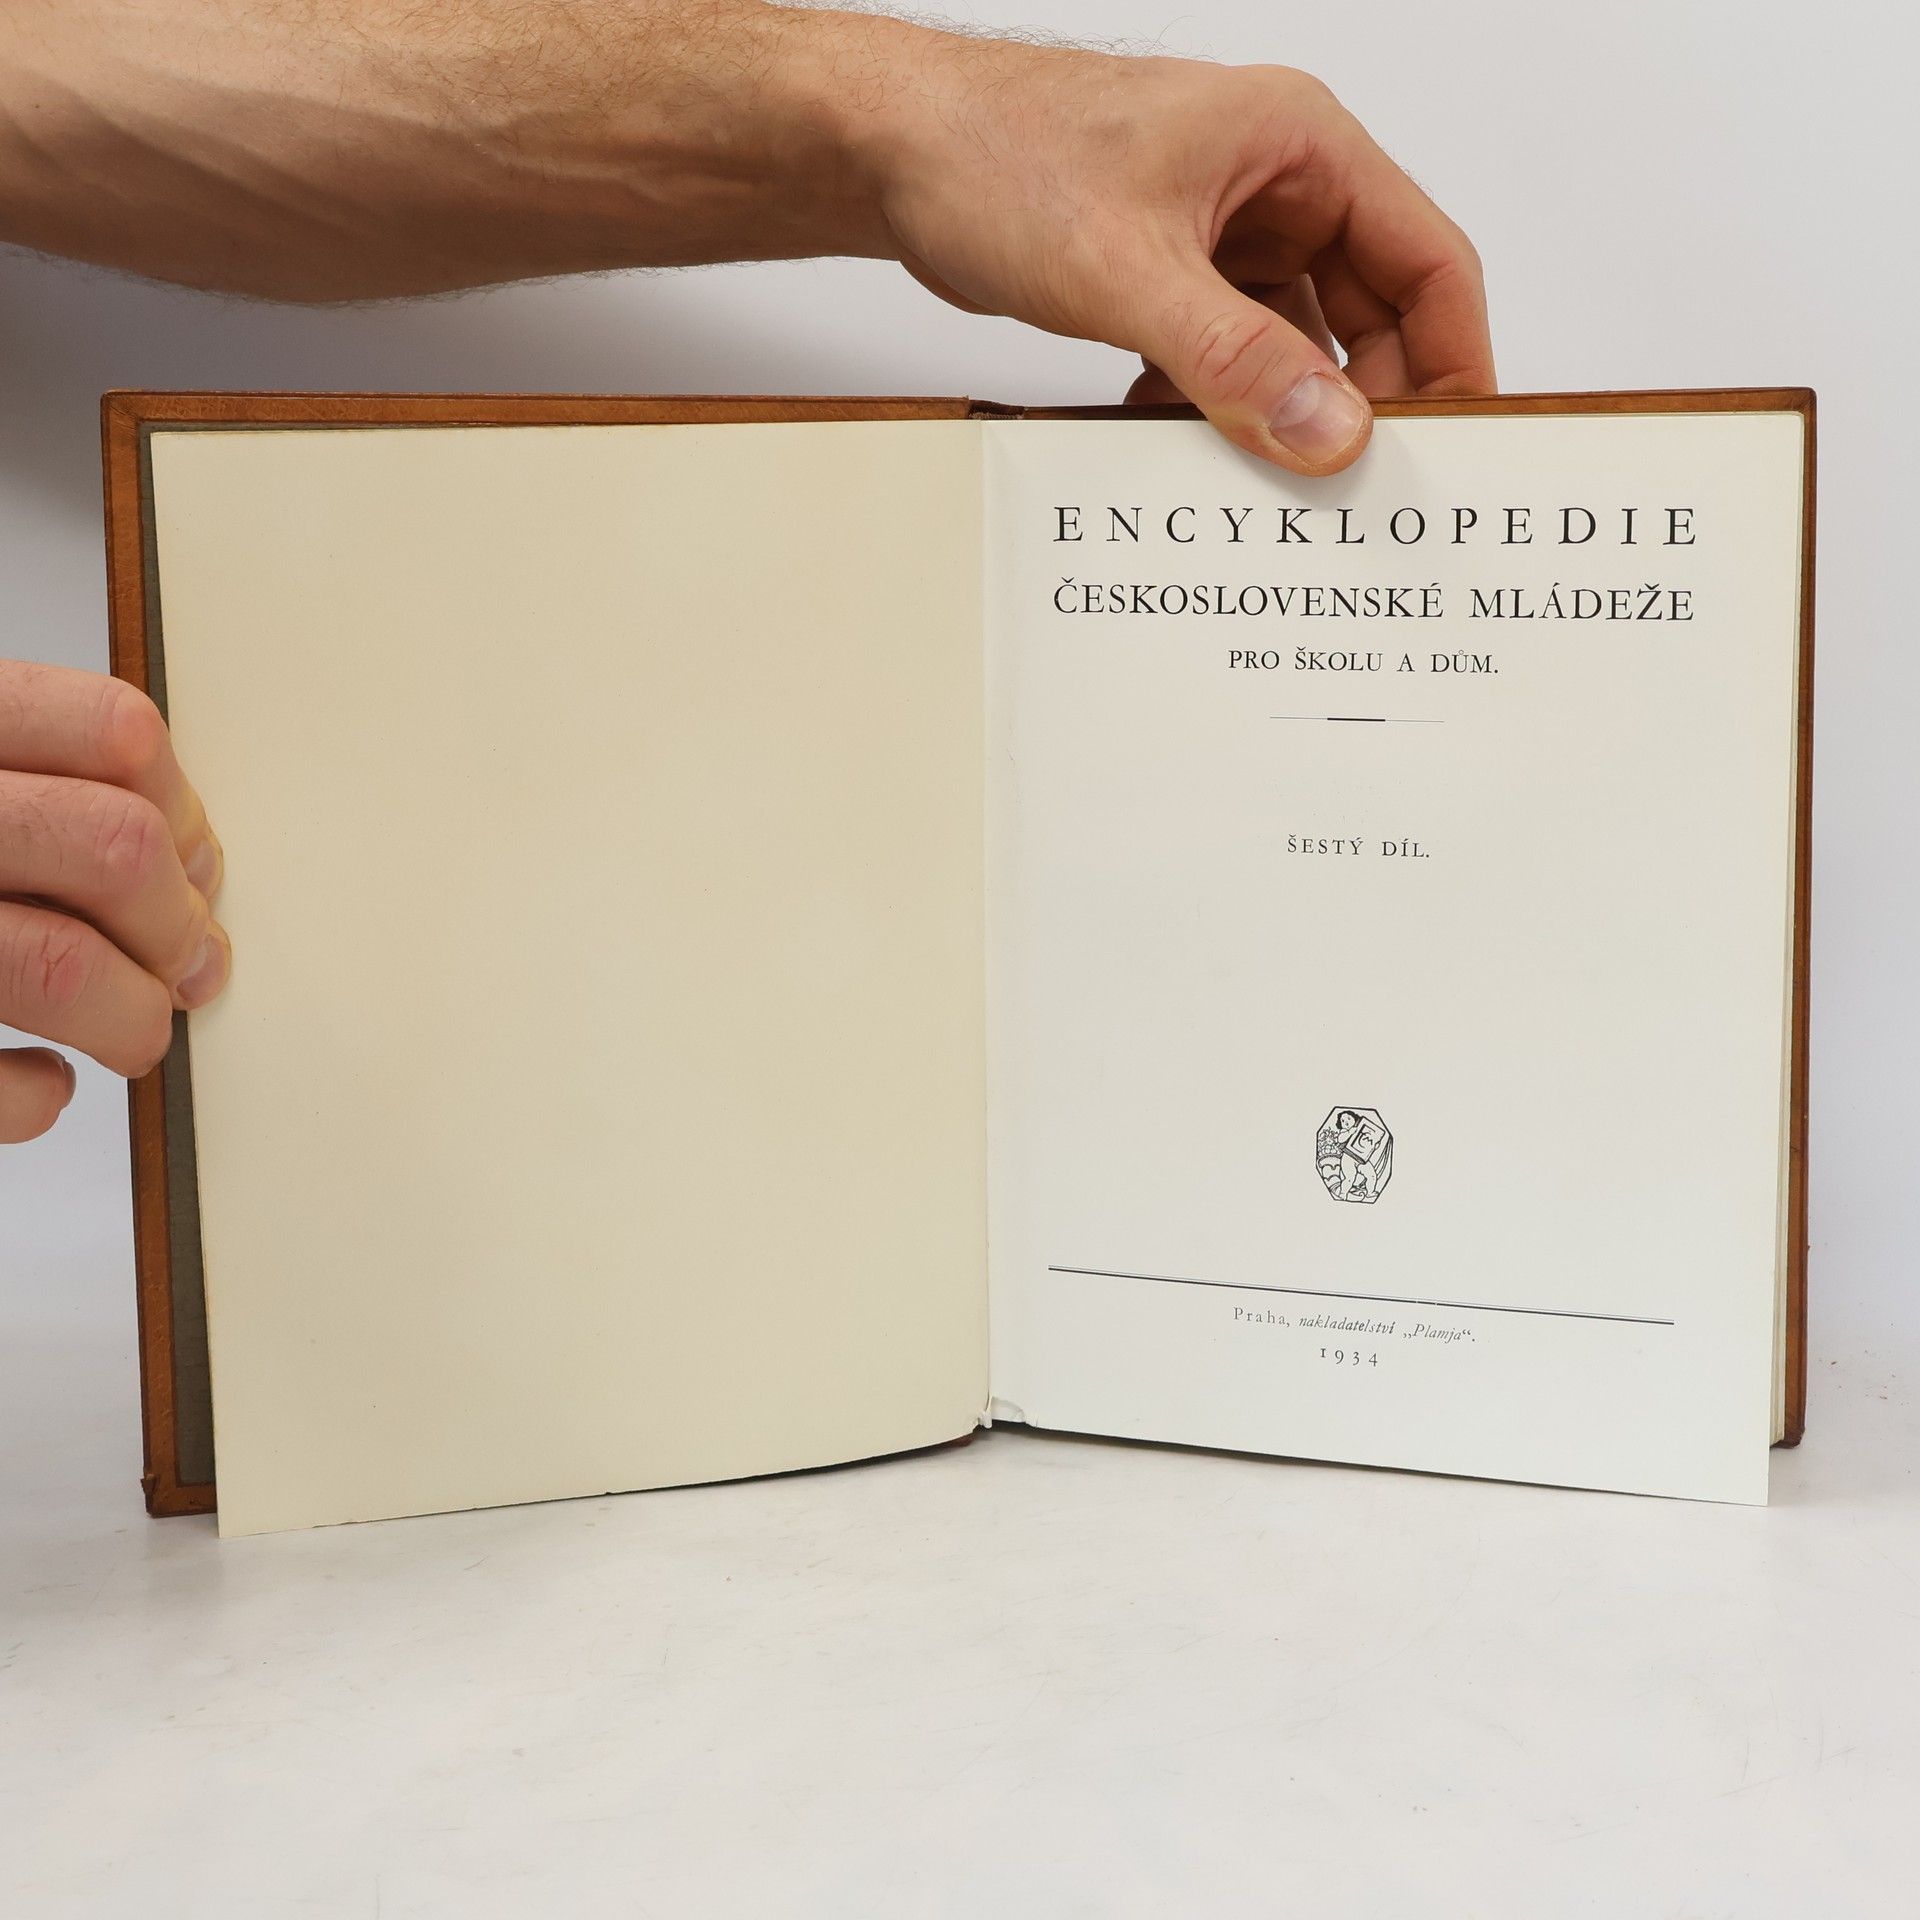 ENCYKLOPEDIE
ČESKOSLOVENSKÉ MLÁDEŽE
PRO ŠKOLU A DŮM.
ŠESTÝ DÍL.
Praha, nakladatelství „Plamja“.
1934